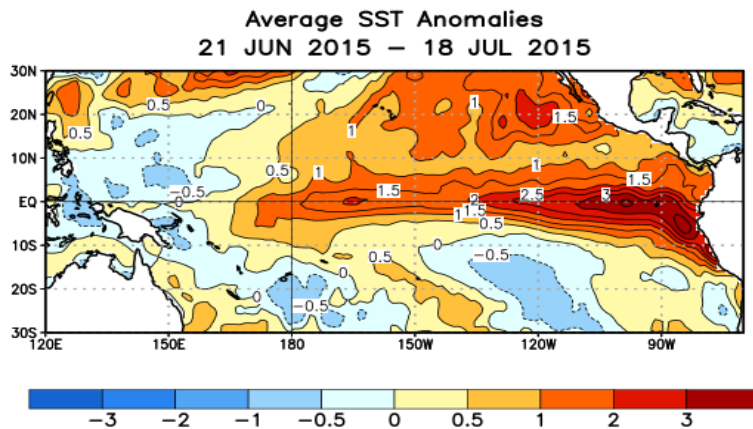 Average SST Anomalies
21 JUN 2015 – 18 JUL 2015
30N
20N
10N
EQ
10S
20S
30S
120E 150E 180 150W 120W 90W
0.5 0 1 1.5
0.5 1
0.5 1 1
-0.5 1.5 1.5
0 2 2.5 3
1 1.5
0.5
0 0 -0.5
0 0.5
0 -0.5
-3 -2 -1 -0.5 0 0.5 1 2 3